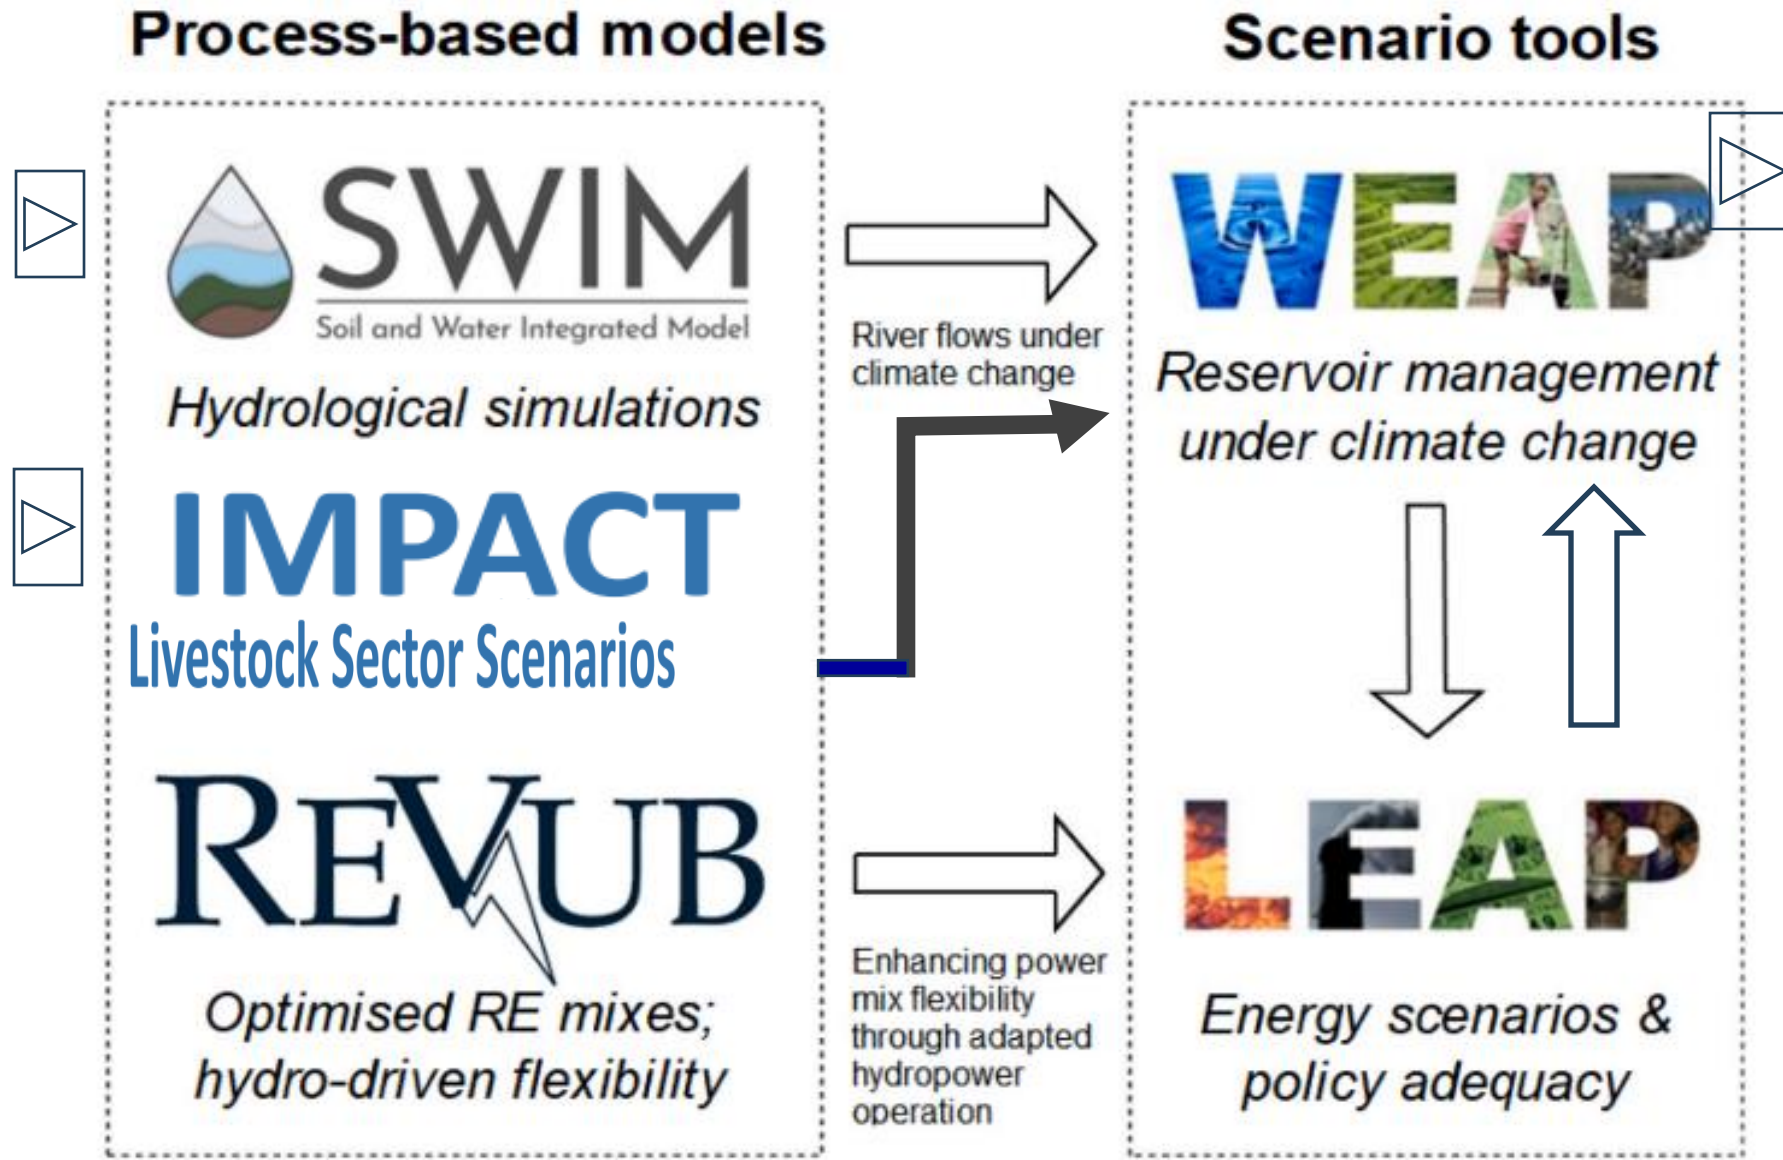 Process-based models
SWIM
Soil and Water Integrated Model
Hydrological simulations
IMPACT
Livestock Sector Scenarios
REVUB
Optimised RE mixes;
hydro-driven flexibility
River flows under
climate change
Enhancing power
mix flexibility
through adapted
hydropower
operation
Scenario tools
WEAP
Reservoir management
under climate change
LEAP
Energy scenarios &
policy adequacy